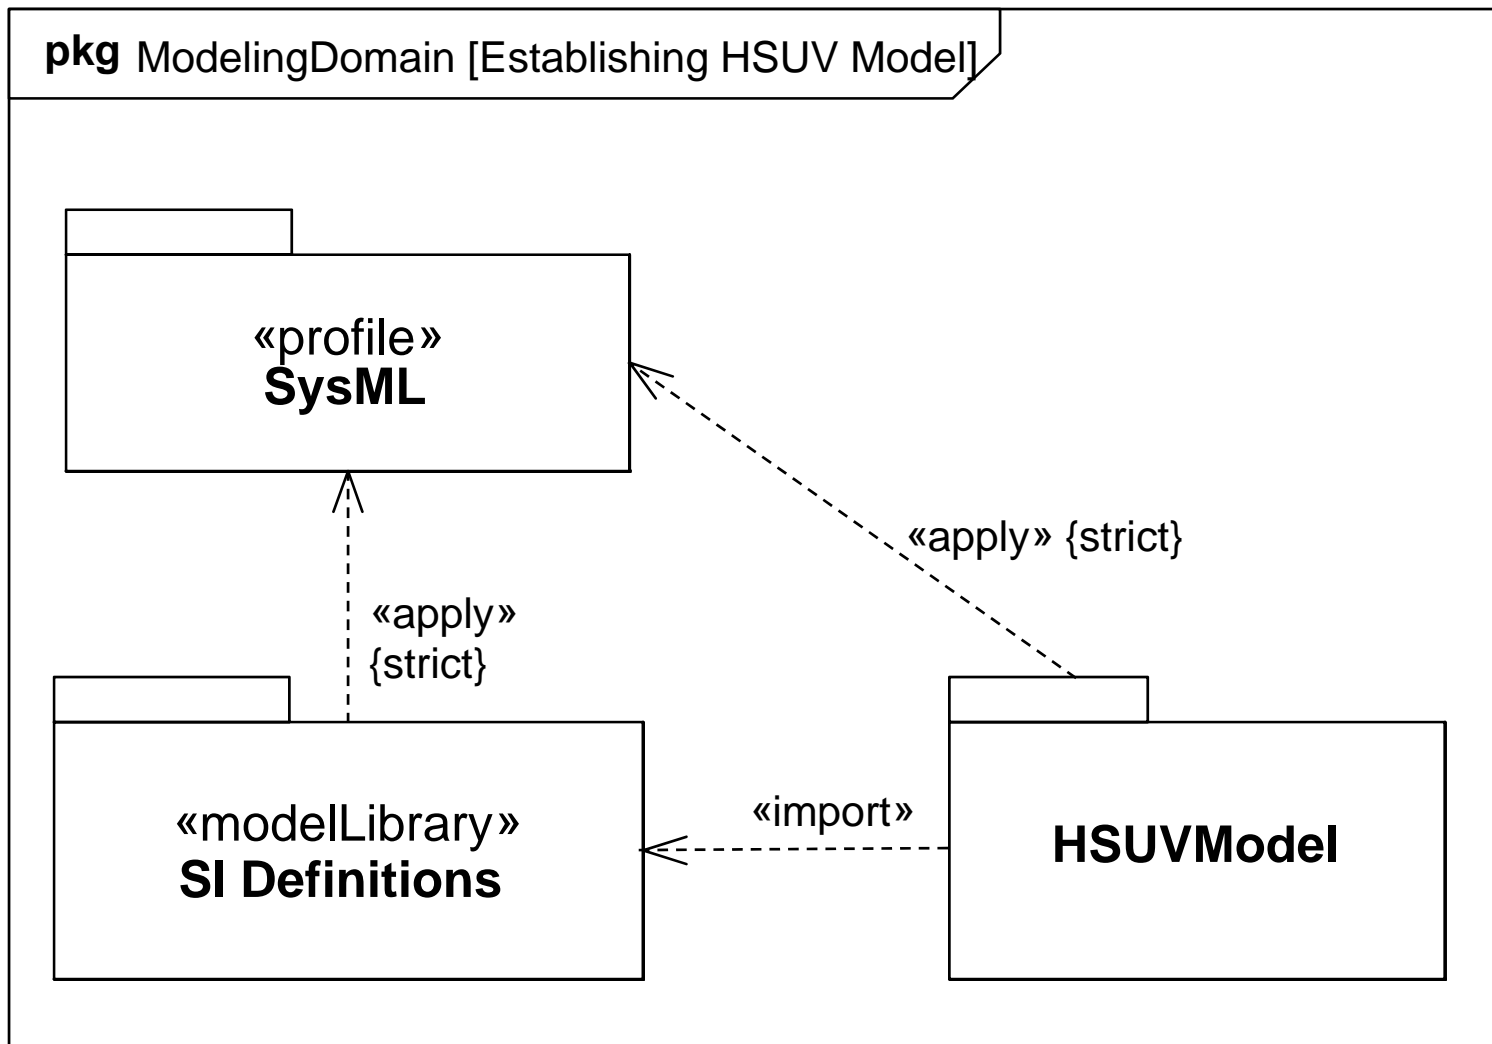 pkg ModelingDomain [Establishing HSUV Model]
«profile»
SysML
«apply» {strict}
«apply»
{strict}
«modelLibrary»
SI Definitions
«import»
HSUVModel